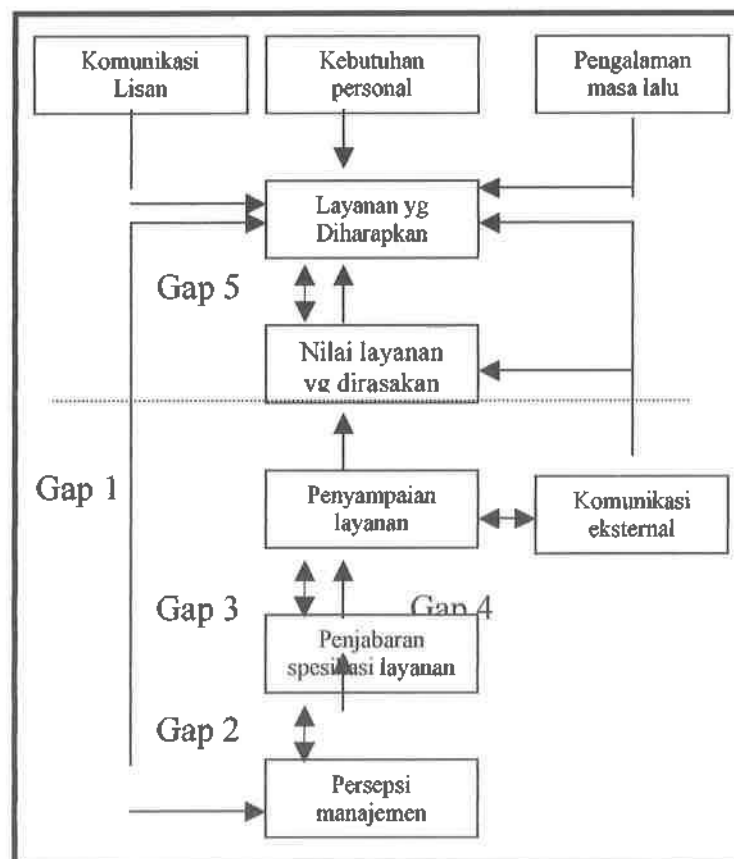 Komunikasi
Lisan
Kebutuhan
personal
Pengalaman
masa lalu
Layanan yg
Diharapkan
Gap 5
Nilai layanan
yg dirasakan
Gap 1
Penyampaian
layanan
Komunikasi
eksternal
Gap 3
Gap 4
Penjabaran
spesifikasi layanan
Gap 2
Persepsi
manajemen